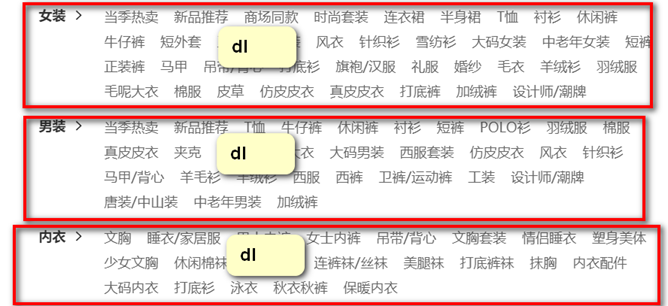 女装 > 当季热卖 新品推荐 商场同款 时尚套装 连衣裙 半身裙 T恤 衬衫 休闲裤
牛仔裤 短外套 风衣 针织衫 雪纺衫 大码女装 中老年女装 短裤
dl
正装裤 马甲 吊带/背心 打底衫 旗袍/汉服 礼服 婚纱 毛衣 羊绒衫 羽绒服
毛呢大衣 棉服 皮草 仿皮皮衣 真皮皮衣 打底裤 加绒裤 设计师/潮牌
男装 > 当季热卖 新品推荐 T恤 牛仔裤 休闲裤 衬衫 短裤 POLO衫 羽绒服 棉服
真皮皮衣 夹克 大衣 大码男装 西服套装 仿皮皮衣 风衣 针织衫
dl
马甲/背心 羊毛衫 羊绒衫 西服 西裤 卫裤/运动裤 工装 设计师/潮牌
唐装/中山装 中老年男装 加绒裤
内衣 > 文胸 睡衣/家居服 女士内裤 吊带/背心 文胸套装 情侣睡衣 塑身美体
dl
少女文胸 休闲棉袜 连裤袜/丝袜 美腿袜 打底裤袜 抹胸 内衣配件
大码内衣 打底衫 泳衣 秋衣秋裤 保暖内衣